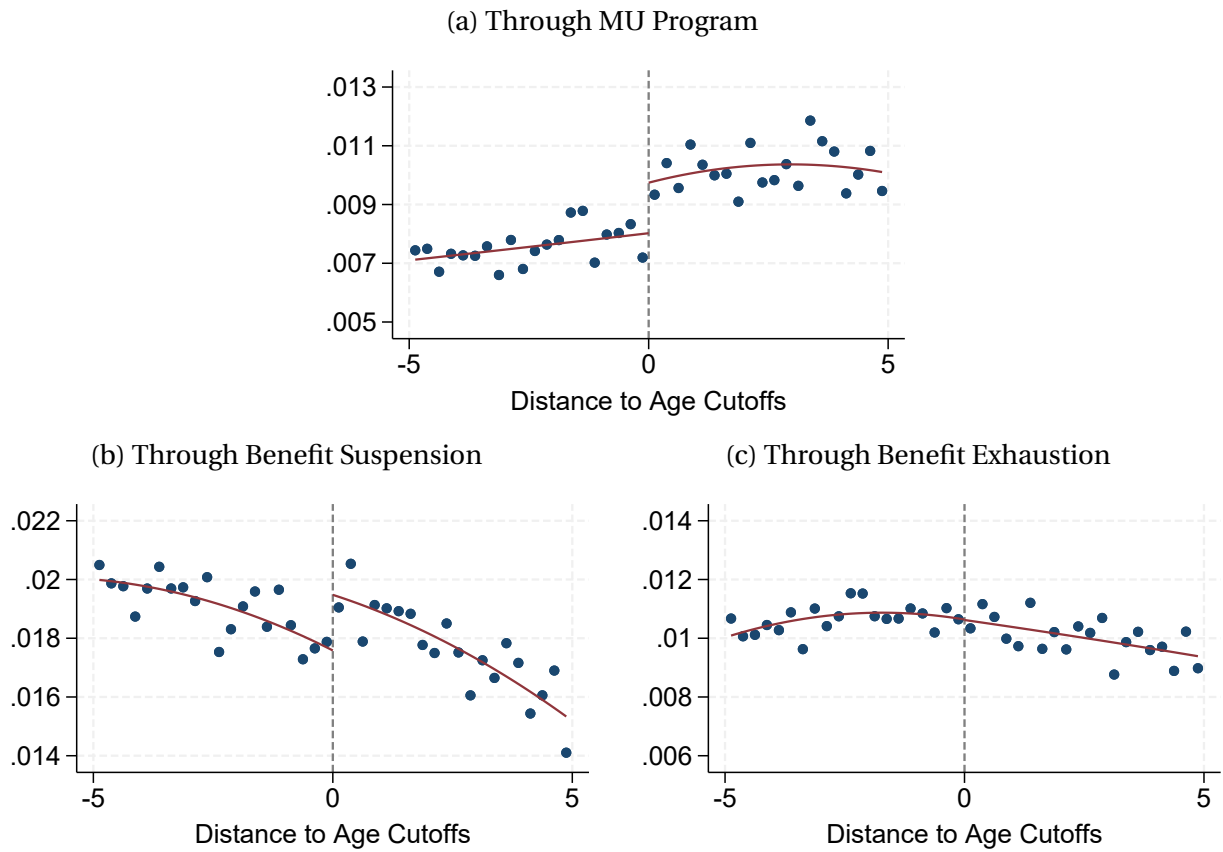 (a) Through MU Program
.013
.011
.009
.007
.005
-5 0 5
Distance to Age Cutoffs
(b) Through Benefit Suspension
.022
.02
.018
.016
.014
-5 0 5
Distance to Age Cutoffs
(c) Through Benefit Exhaustion
.014
.012
.01
.008
.006
-5 0 5
Distance to Age Cutoffs